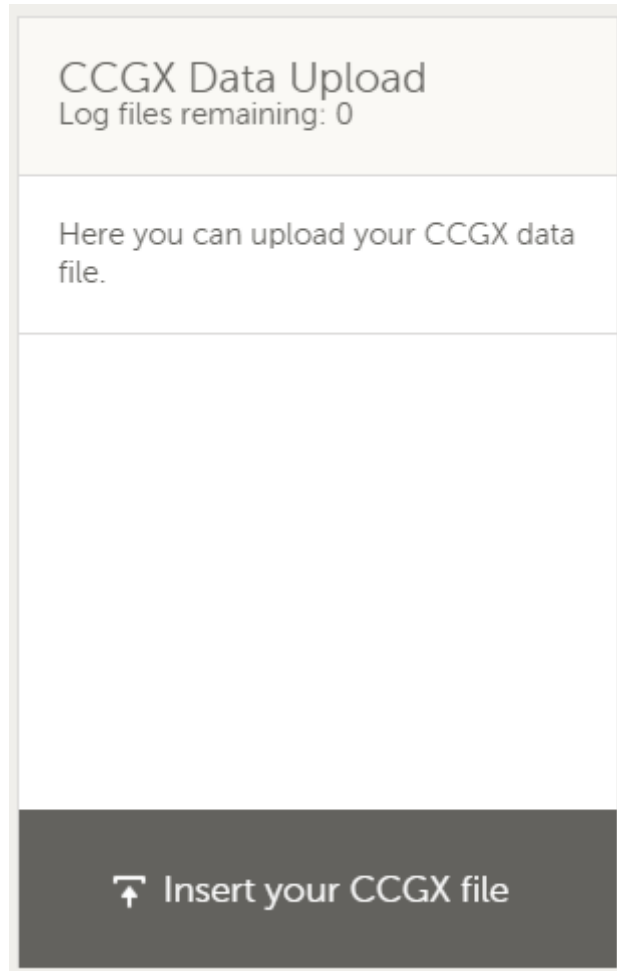 CCGX Data Upload
Log files remaining: 0
Here you can upload your CCGX data
file.
Insert your CCGX file